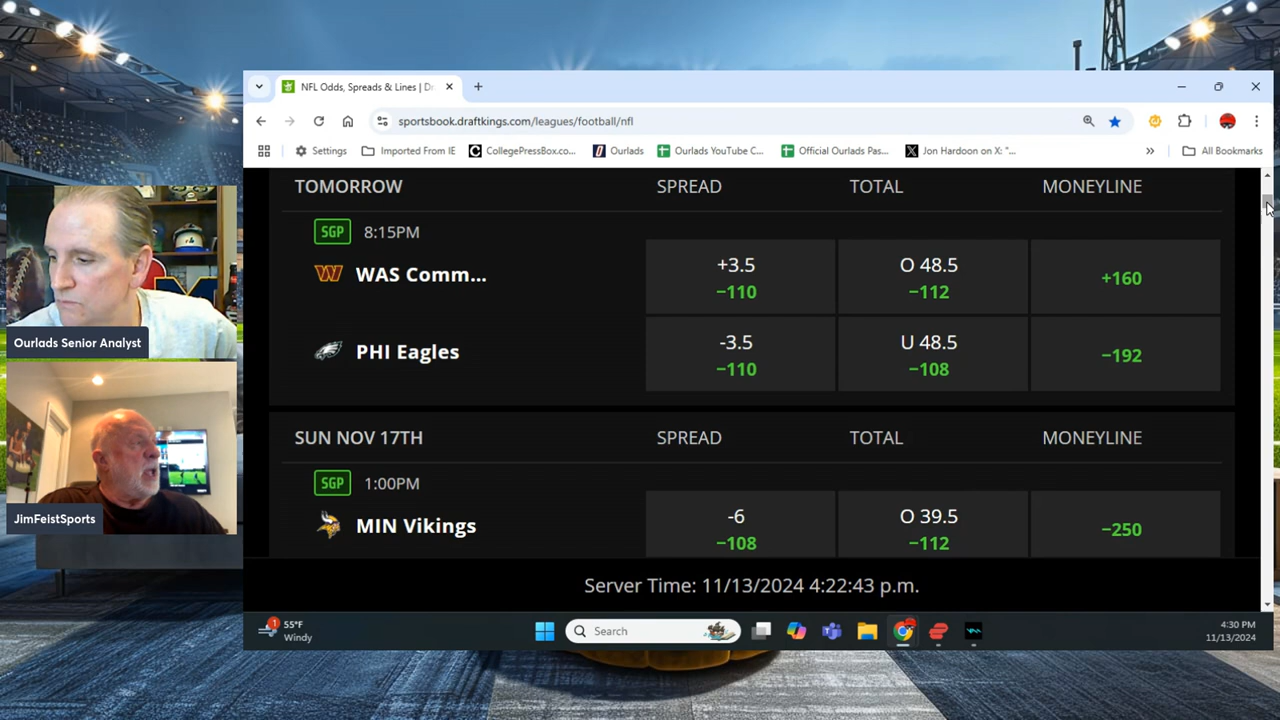 NFL Odds, Spreads & Lines | Dr
sportsbook.draftkings.com/leagues/football/nfl
Settings
Imported From IE
CollegePressBox.co...
Ourlads
Ourlads YouTube C...
Official Ourlads Pas...
Jon Hardoon on X: "...
All Bookmarks
TOMORROW SPREAD TOTAL MONEYLINE
SGP 8:15PM
WAS Comm... +3.5 O 48.5 +160
−110 −112
PHI Eagles -3.5 U 48.5 −192
−110 −108
SUN NOV 17TH SPREAD TOTAL MONEYLINE
SGP 1:00PM
MIN Vikings -6 O 39.5 −250
−108 −112
Server Time: 11/13/2024 4:22:43 p.m.
Ourlads Senior Analyst
JimFeistSports
1
55°F
Windy
Search
4:30 PM
11/13/2024